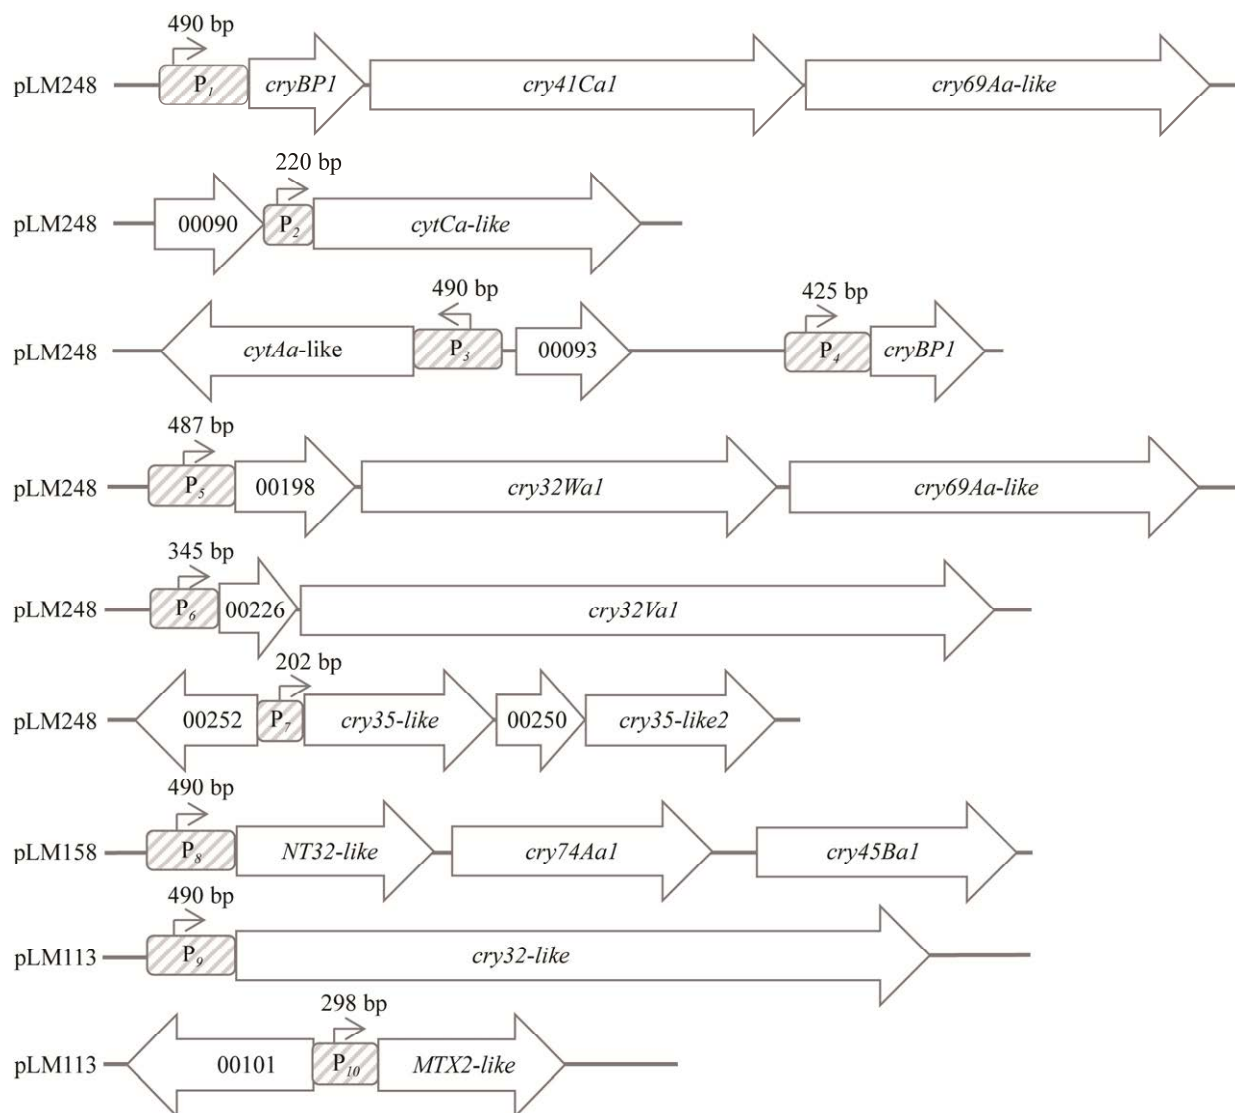 490 bp
pLM248 P1 cryBP1 cry41Ca1 cry69Aa-like
220 bp
pLM248 00090 P2 cytCa-like
490 bp 425 bp
pLM248 cytAa-like P3 00093 P4 cryBP1
487 bp
pLM248 P5 00198 cry32Wa1 cry69Aa-like
345 bp
pLM248 P6 00226 cry32Va1
202 bp
pLM248 00252 P7 cry35-like 00250 cry35-like2
490 bp
pLM158 P8 NT32-like cry74Aa1 cry45Ba1
490 bp
pLM113 P9 cry32-like
298 bp
pLM113 00101 P10 MTX2-like